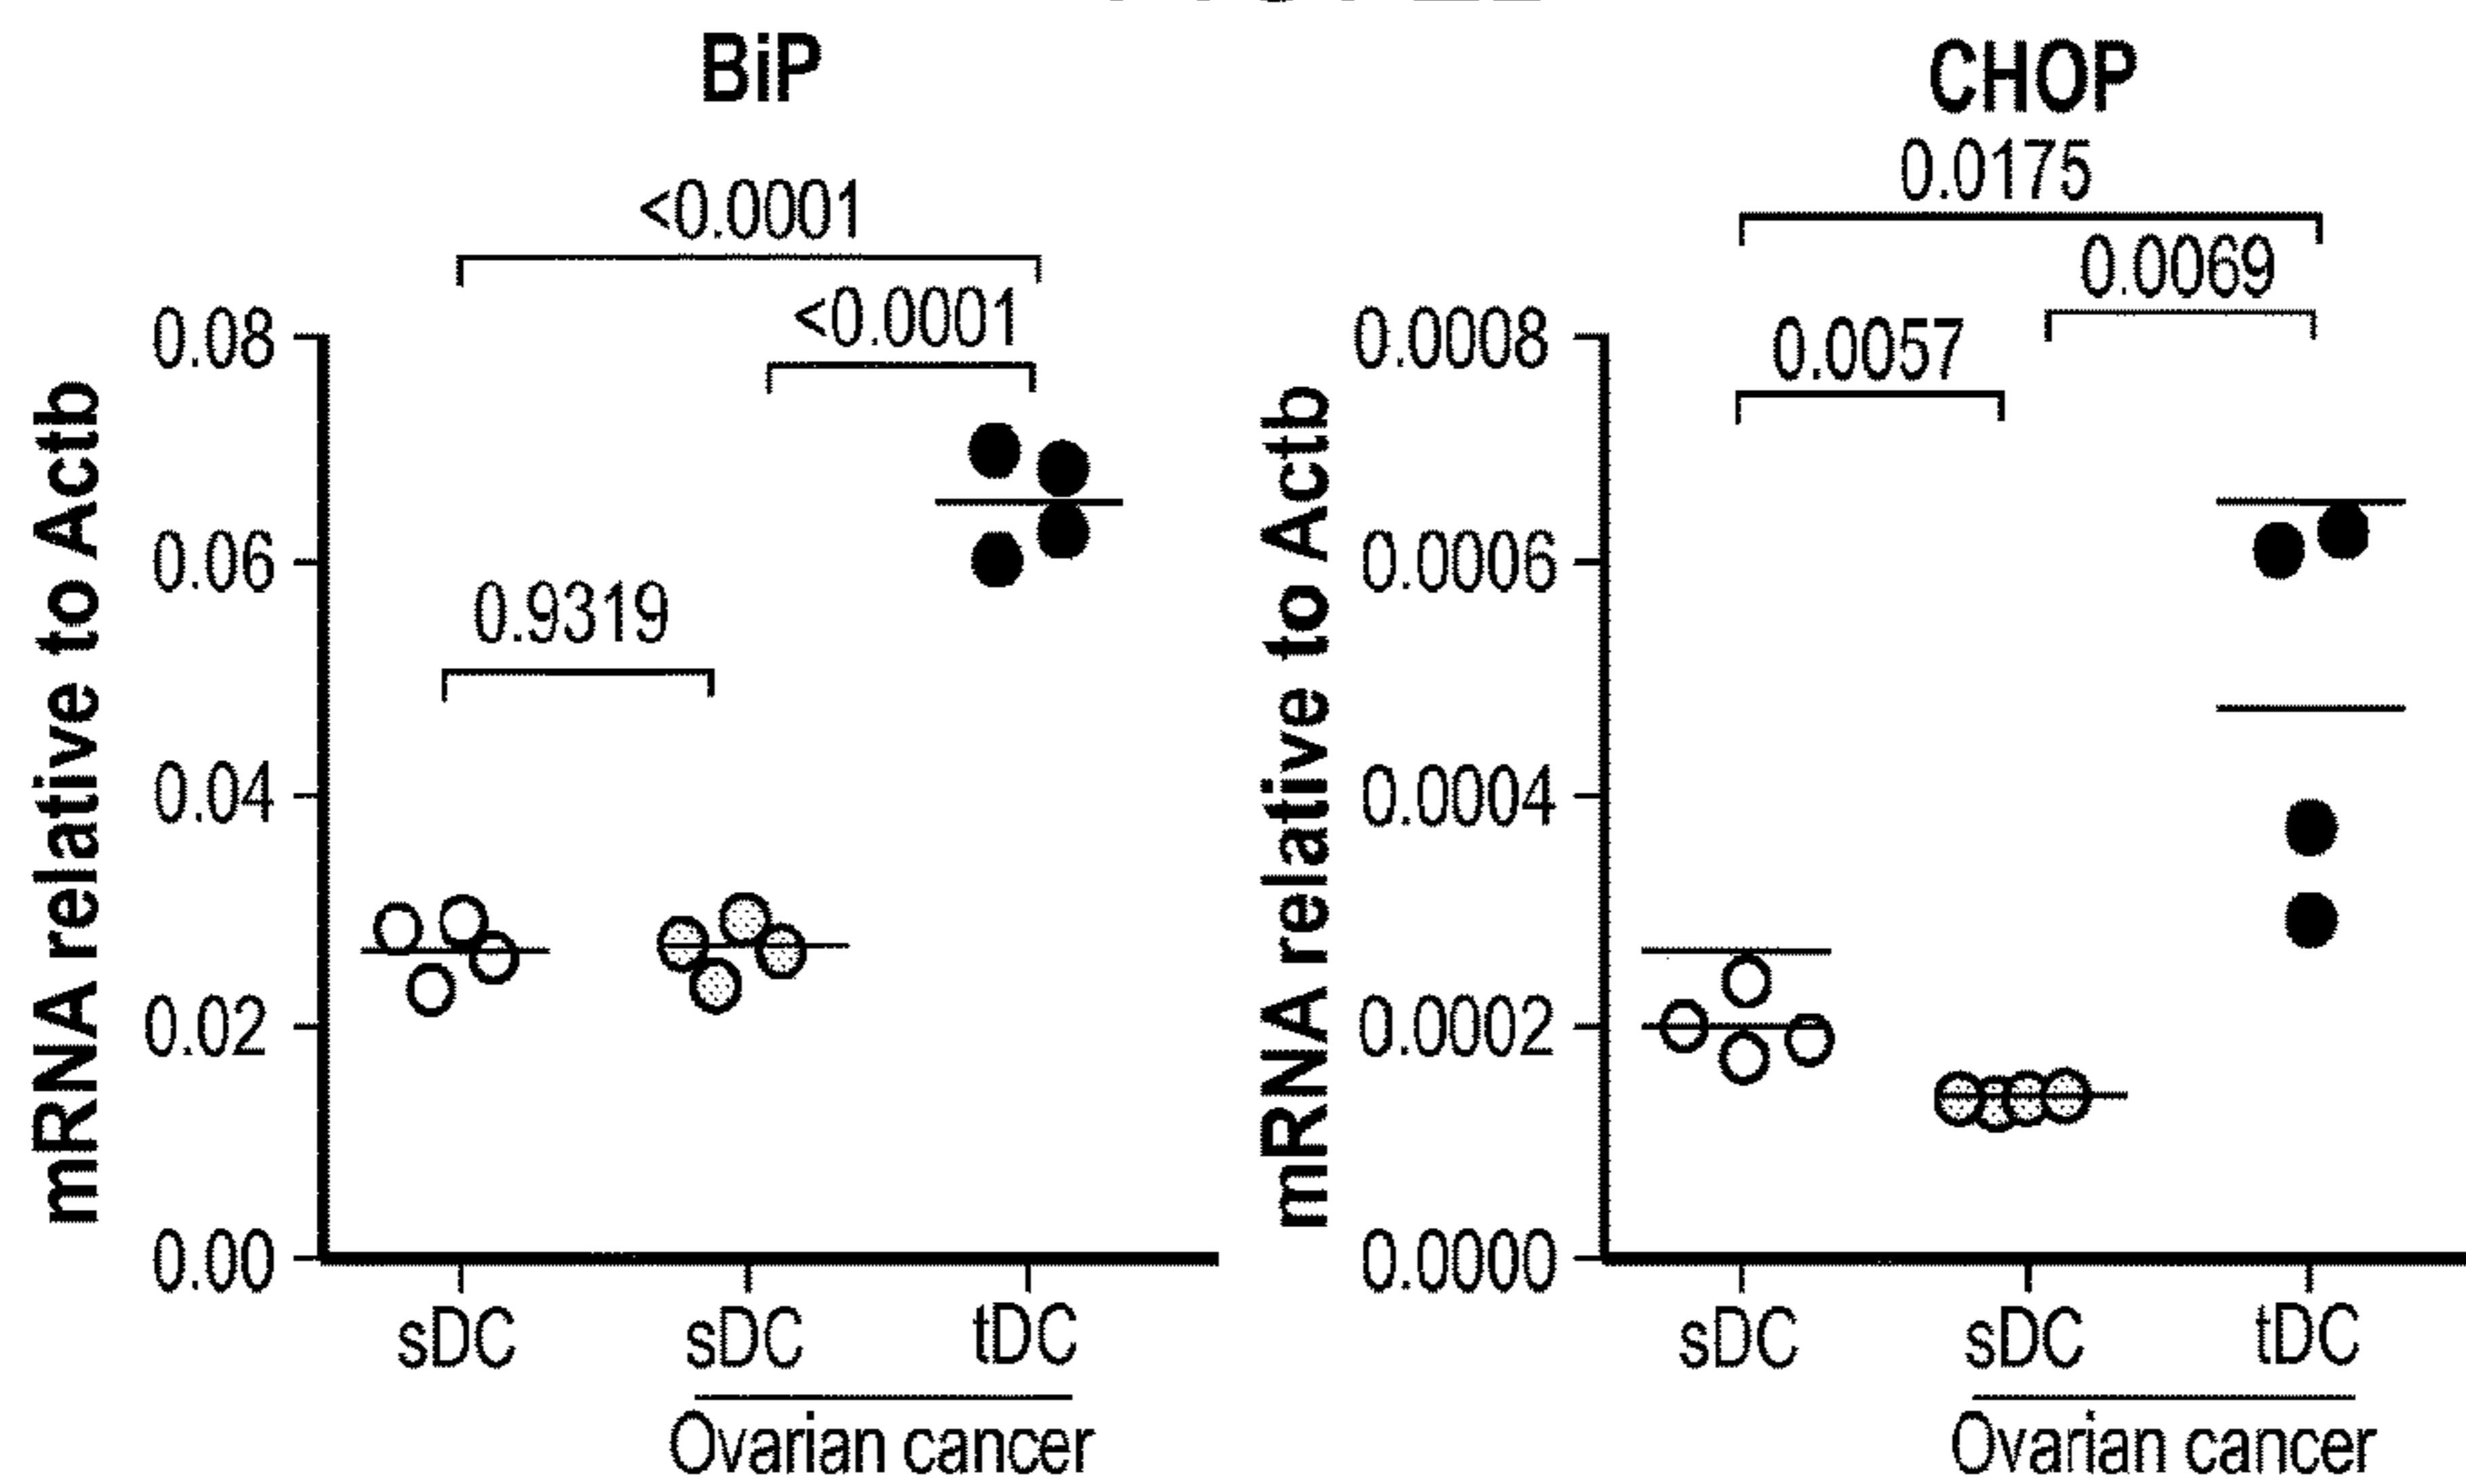 BiP
<0.0001
<0.0001
0.9319
mRNA relative to Actb
0.08
0.06
0.04
0.02
0.00
sDC
sDC
tDC
Ovarian cancer
CHOP
0.0175
0.0069
0.0057
mRNA relative to Actb
0.0008
0.0006
0.0004
0.0002
0.0000
sDC
sDC
tDC
Ovarian cancer